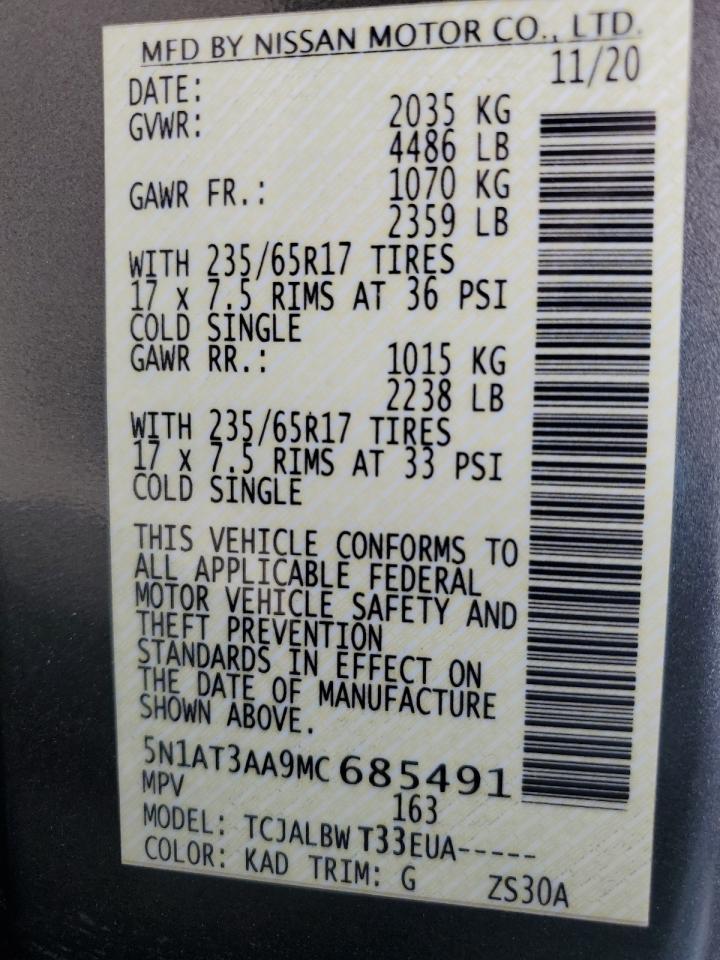 MFD BY NISSAN MOTOR CO., LTD.
DATE: 11/20
GVWR: 2035 KG
4486 LB
GAWR FR.: 1070 KG
2359 LB
WITH 235/65R17 TIRES
17 x 7.5 RIMS AT 36 PSI
COLD SINGLE
GAWR RR.: 1015 KG
2238 LB
WITH 235/65R17 TIRES
17 x 7.5 RIMS AT 33 PSI
COLD SINGLE
THIS VEHICLE CONFORMS TO
ALL APPLICABLE FEDERAL
MOTOR VEHICLE SAFETY AND
THEFT PREVENTION
STANDARDS IN EFFECT ON
THE DATE OF MANUFACTURE
SHOWN ABOVE.
5N1AT3AA9MC685491
MPV 163
MODEL: TCJALBW T33EUA-----
COLOR: KAD TRIM: G ZS30A